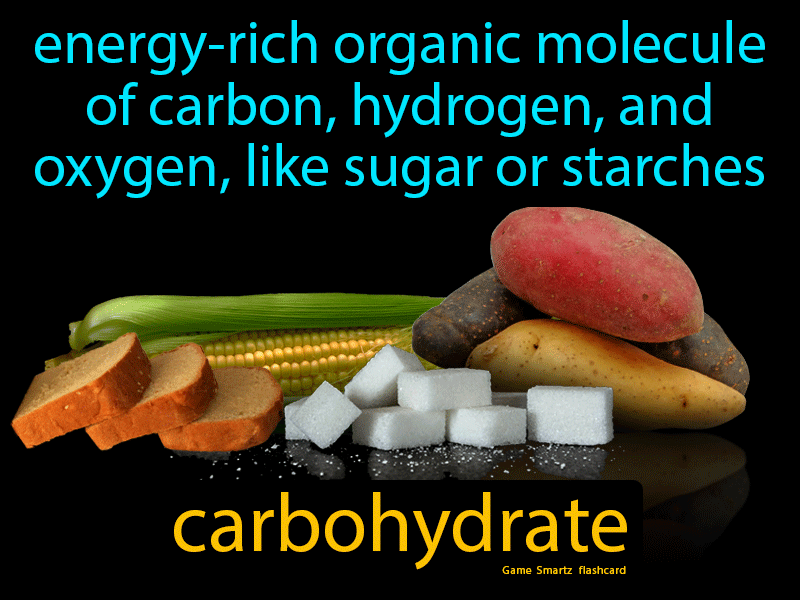 energy-rich organic molecule
of carbon, hydrogen, and
oxygen, like sugar or starches
carbohydrate
Game Smartz flashcard